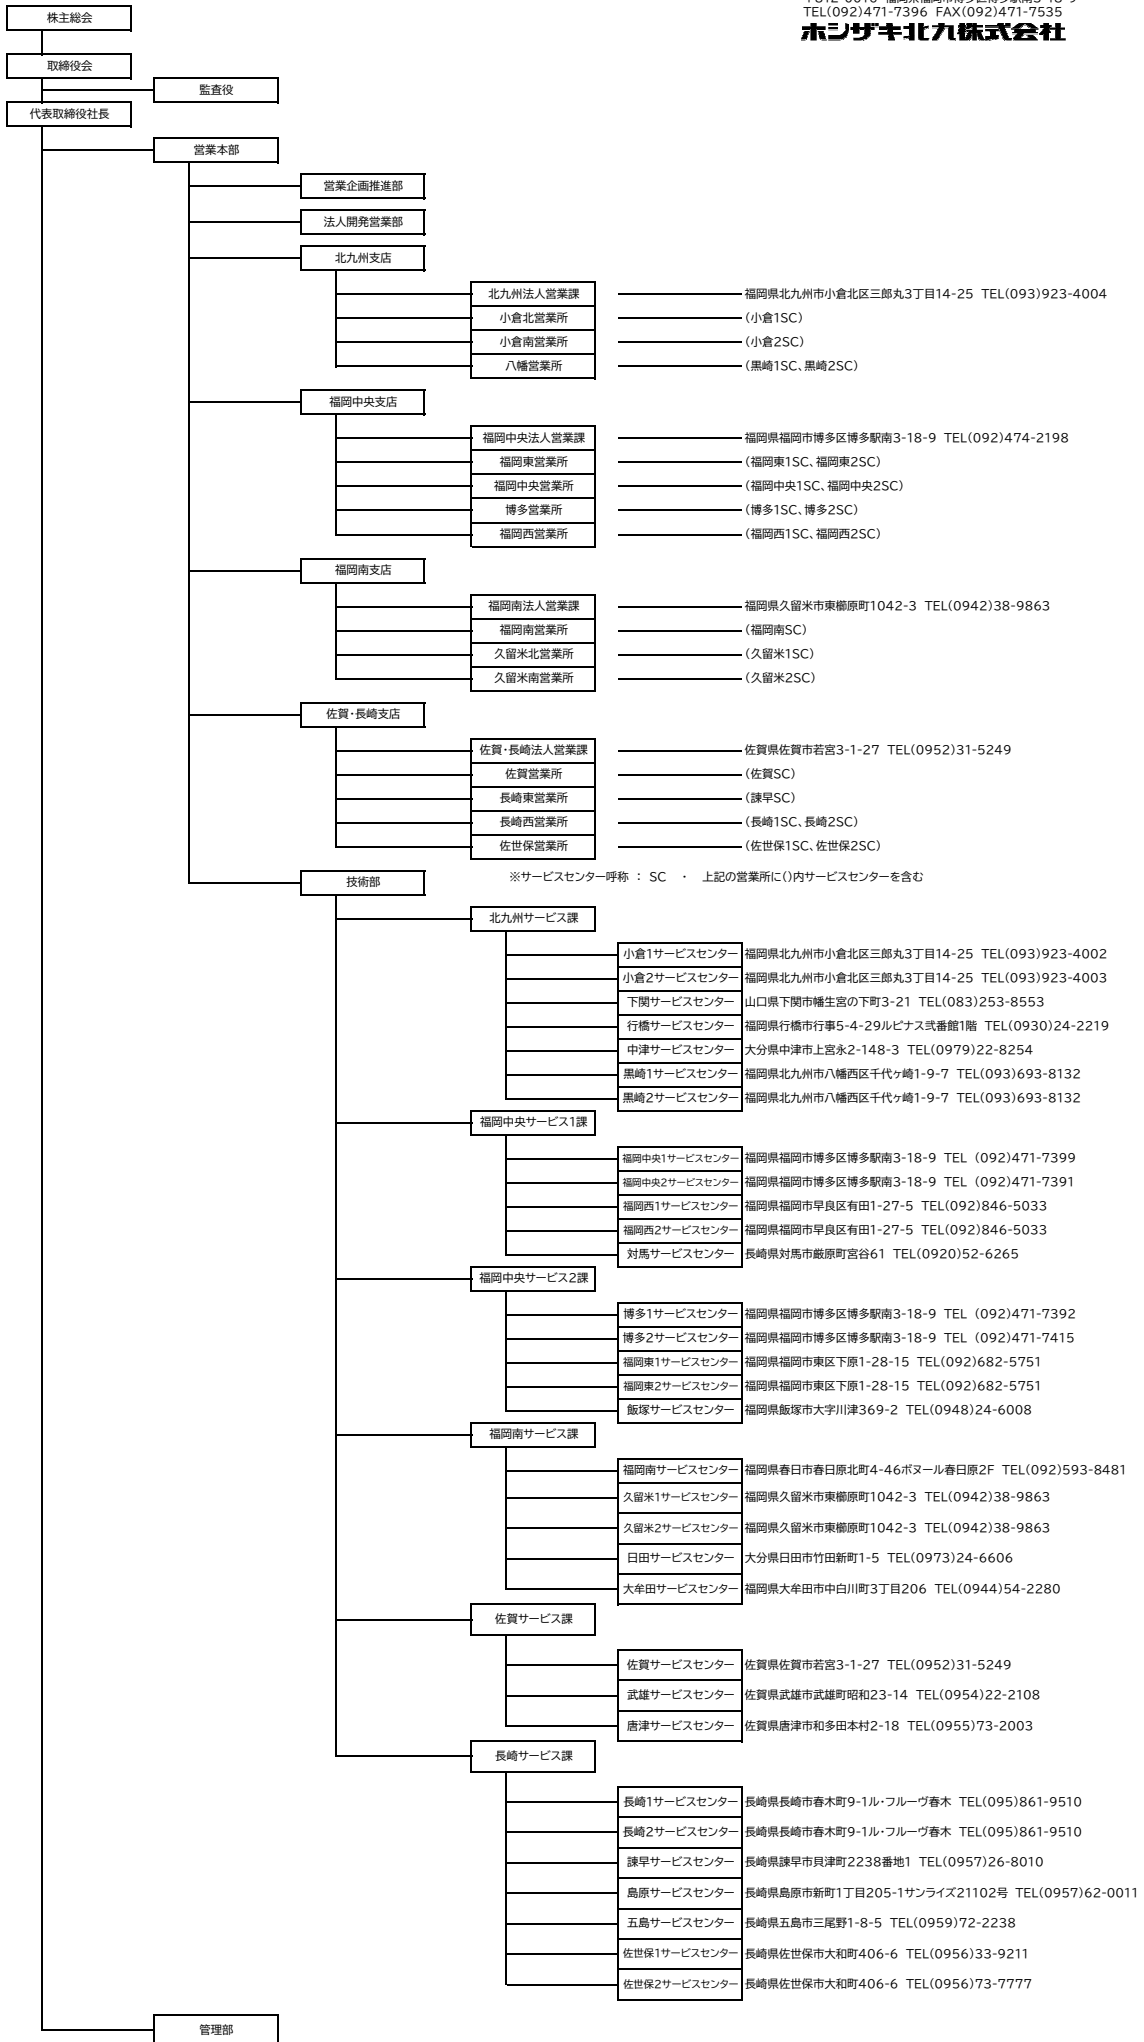 株主総会
TEL(092)471-7396 FAX(092)471-7535
ホシザキ北九株式会社
取締役会
監査役
代表取締役社長
営業本部
営業企画推進部
法人開発営業部
北九州支店
北九州法人営業課 福岡県北九州市小倉北区三郎丸3丁目14-25 TEL(093)923-4004
小倉北営業所 (小倉1SC)
小倉南営業所 (小倉2SC)
八幡営業所 (黒崎1SC、黒崎2SC)
福岡中央支店
福岡中央法人営業課 福岡県福岡市博多区博多駅南3-18-9 TEL(092)474-2198
福岡東営業所 (福岡東1SC、福岡東2SC)
福岡中央営業所 (福岡中央1SC、福岡中央2SC)
博多営業所 (博多1SC、博多2SC)
福岡西営業所 (福岡西1SC、福岡西2SC)
福岡南支店
福岡南法人営業課 福岡県久留米市東櫛原町1042-3 TEL(0942)38-9863
福岡南営業所 (福岡南SC)
久留米北営業所 (久留米1SC)
久留米南営業所 (久留米2SC)
佐賀・長崎支店
佐賀・長崎法人営業課 佐賀県佐賀市若宮3-1-27 TEL(0952)31-5249
佐賀営業所 (佐賀SC)
長崎東営業所 (諫早SC)
長崎西営業所 (長崎1SC、長崎2SC)
佐世保営業所 (佐世保1SC、佐世保2SC)
技術部 ※サービスセンター呼称 : SC ・ 上記の営業所に()内サービスセンターを含む
北九州サービス課
小倉1サービスセンター 福岡県北九州市小倉北区三郎丸3丁目14-25 TEL(093)923-4002
小倉2サービスセンター 福岡県北九州市小倉北区三郎丸3丁目14-25 TEL(093)923-4003
下関サービスセンター 山口県下関市幡生宮の下町3-21 TEL(083)253-8553
行橋サービスセンター 福岡県行橋市行事5-4-29ルピナス弐番館1階 TEL(0930)24-2219
中津サービスセンター 大分県中津市上宮永2-148-3 TEL(0979)22-8254
黒崎1サービスセンター 福岡県北九州市八幡西区千代ヶ崎1-9-7 TEL(093)693-8132
黒崎2サービスセンター 福岡県北九州市八幡西区千代ヶ崎1-9-7 TEL(093)693-8132
福岡中央サービス1課
福岡中央1サービスセンター 福岡県福岡市博多区博多駅南3-18-9 TEL (092)471-7399
福岡中央2サービスセンター 福岡県福岡市博多区博多駅南3-18-9 TEL (092)471-7391
福岡西1サービスセンター 福岡県福岡市早良区有田1-27-5 TEL(092)846-5033
福岡西2サービスセンター 福岡県福岡市早良区有田1-27-5 TEL(092)846-5033
対馬サービスセンター 長崎県対馬市厳原町宮谷61 TEL(0920)52-6265
福岡中央サービス2課
博多1サービスセンター 福岡県福岡市博多区博多駅南3-18-9 TEL (092)471-7392
博多2サービスセンター 福岡県福岡市博多区博多駅南3-18-9 TEL (092)471-7415
福岡東1サービスセンター 福岡県福岡市東区下原1-28-15 TEL(092)682-5751
福岡東2サービスセンター 福岡県福岡市東区下原1-28-15 TEL(092)682-5751
飯塚サービスセンター 福岡県飯塚市大字川津369-2 TEL(0948)24-6008
福岡南サービス課
福岡南サービスセンター 福岡県春日市春日原北町4-46ボヌール春日原2F TEL(092)593-8481
久留米1サービスセンター 福岡県久留米市東櫛原町1042-3 TEL(0942)38-9863
久留米2サービスセンター 福岡県久留米市東櫛原町1042-3 TEL(0942)38-9863
日田サービスセンター 大分県日田市竹田新町1-5 TEL(0973)24-6606
大牟田サービスセンター 福岡県大牟田市中白川町3丁目206 TEL(0944)54-2280
佐賀サービス課
佐賀サービスセンター 佐賀県佐賀市若宮3-1-27 TEL(0952)31-5249
武雄サービスセンター 佐賀県武雄市武雄町昭和23-14 TEL(0954)22-2108
唐津サービスセンター 佐賀県唐津市和多田本村2-18 TEL(0955)73-2003
長崎サービス課
長崎1サービスセンター 長崎県長崎市春木町9-1ル・フルーヴ春木 TEL(095)861-9510
長崎2サービスセンター 長崎県長崎市春木町9-1ル・フルーヴ春木 TEL(095)861-9510
諫早サービスセンター 長崎県諫早市貝津町2238番地1 TEL(0957)26-8010
島原サービスセンター 長崎県島原市新町1丁目205-1サンライズ21102号 TEL(0957)62-0011
五島サービスセンター 長崎県五島市三尾野1-8-5 TEL(0959)72-2238
佐世保1サービスセンター 長崎県佐世保市大和町406-6 TEL(0956)33-9211
佐世保2サービスセンター 長崎県佐世保市大和町406-6 TEL(0956)73-7777
管理部